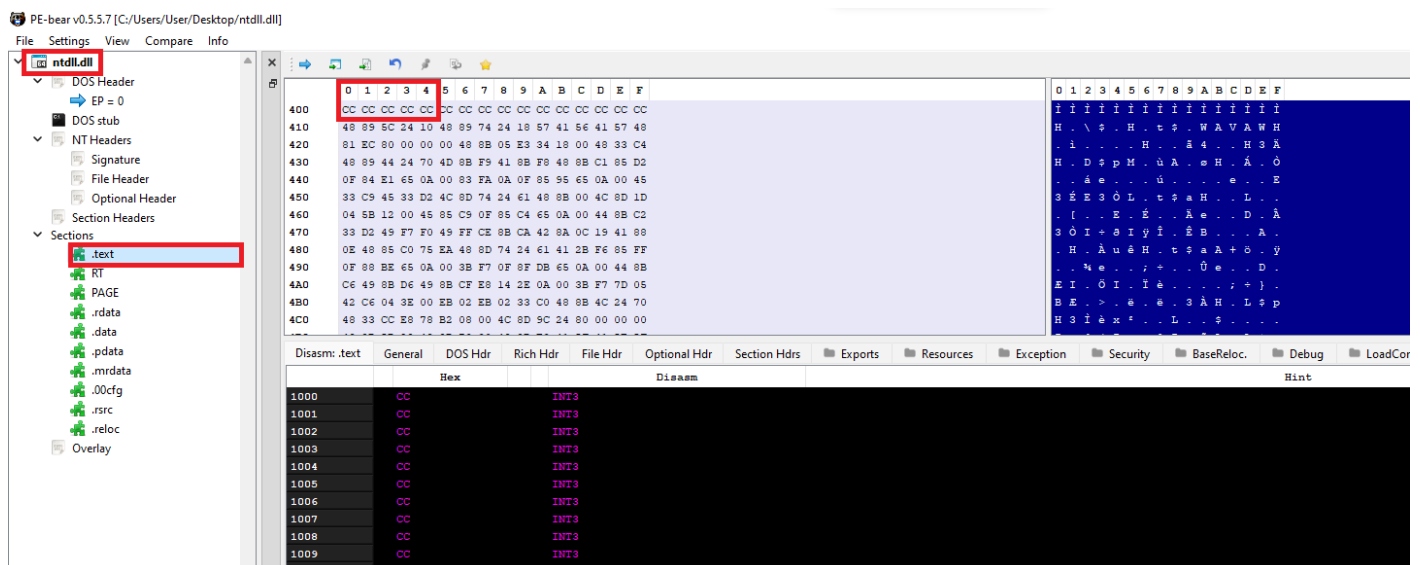 PE-bear v0.5.5.7 [C:/Users/User/Desktop/ntdll.dll]
File Settings View Compare Info
ntdll.dll
DOS Header
EP = 0
DOS stub
NT Headers
Signature
File Header
Optional Header
Section Headers
Sections
.text
RT
PAGE
.rdata
.data
.pdata
.mrdata
.00cfg
.rsrc
.reloc
Overlay
0 1 2 3 4 5 6 7 8 9 A B C D E F
400 CC CC CC CC CC CC CC CC CC CC CC CC CC CC CC CC
410 48 89 5C 24 10 48 89 74 24 18 57 41 56 41 57 48
420 81 EC 80 00 00 00 48 8B 05 E3 34 18 00 48 33 C4
430 48 89 44 24 70 4D 8B F9 41 8B F8 48 8B C1 85 D2
440 0F 84 E1 65 0A 00 83 FA 0A 0F 85 95 65 0A 00 45
450 33 C9 45 33 D2 4C 8D 74 24 61 48 8B 00 4C 8D 1D
460 04 5B 12 00 45 85 C9 0F 85 C4 65 0A 00 44 8B C2
470 33 D2 49 F7 F0 49 FF CE 8B CA 42 8A 0C 19 41 88
480 0E 48 85 C0 75 EA 48 8D 74 24 61 41 2B F6 85 FF
490 0F 88 BE 65 0A 00 3B F7 0F 8F DB 65 0A 00 44 8B
4A0 C6 49 8B D6 49 8B CF E8 14 2E 0A 00 3B F7 7D 05
4B0 42 C6 04 3E 00 EB 02 EB 02 33 C0 48 8B 4C 24 70
4C0 48 33 CC E8 78 B2 08 00 4C 8D 9C 24 80 00 00 00
0 1 2 3 4 5 6 7 8 9 A B C D E F
Ì Ì Ì Ì Ì Ì Ì Ì Ì Ì Ì Ì Ì Ì Ì Ì
H . \ $ . H . t $ . W A V A W H
. ì . . . . H . . ã 4 . . H 3 Ä
H . D $ p M . ù A . ø H . Á . Ò
. . á e . . . ú . . . . e . . E
3 É E 3 Ò L . t $ a H . . L . .
. [ . . E . É . . Ä e . . D . Â
3 Ò I ÷ ð I ÿ Î . Ê B . . . A .
. H . À u ê H . t $ a A + ö . ÿ
. . ¾ e . . ; ÷ . . Û e . . D .
Æ I . Ö I . Ï è . . . . ; ÷ } .
B Æ . > . ë . ë . 3 À H . L $ p
H 3 Ì è x ² . . L . . $ . . . .
Disasm: .text General DOS Hdr Rich Hdr File Hdr Optional Hdr Section Hdrs Exports Resources Exception Security BaseReloc. Debug LoadCor
Hex Disasm Hint
1000 CC INT3
1001 CC INT3
1002 CC INT3
1003 CC INT3
1004 CC INT3
1005 CC INT3
1006 CC INT3
1007 CC INT3
1008 CC INT3
1009 CC INT3